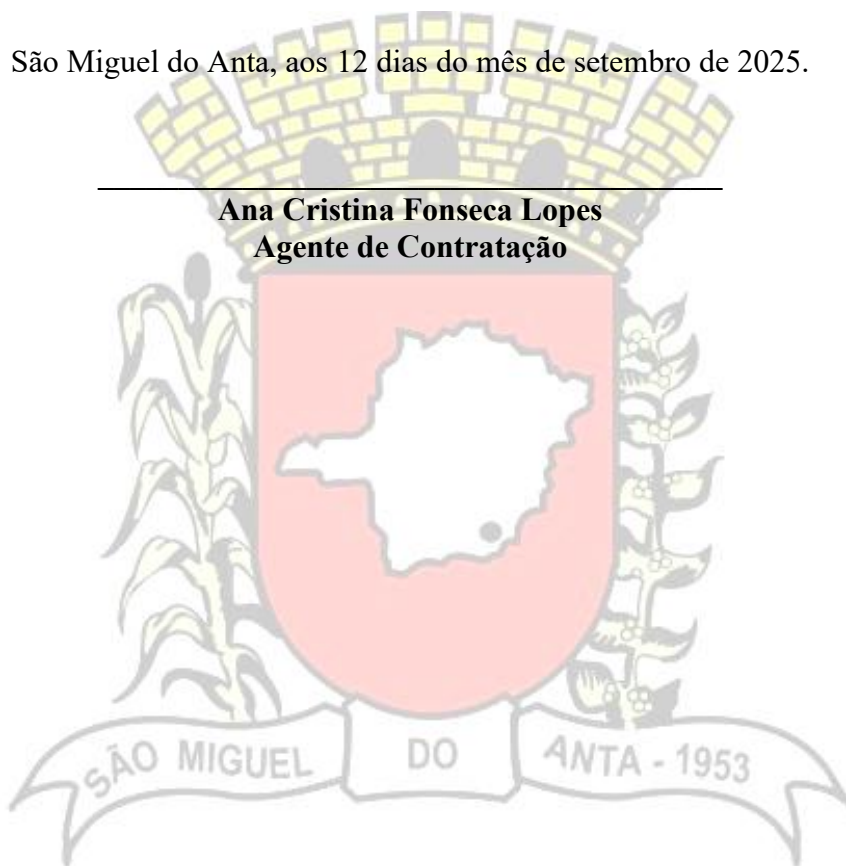 São Miguel do Anta, aos 12 dias do mês de setembro de 2025.
Ana Cristina Fonseca Lopes
Agente de Contratação
SÃO MIGUEL DO ANTA - 1953